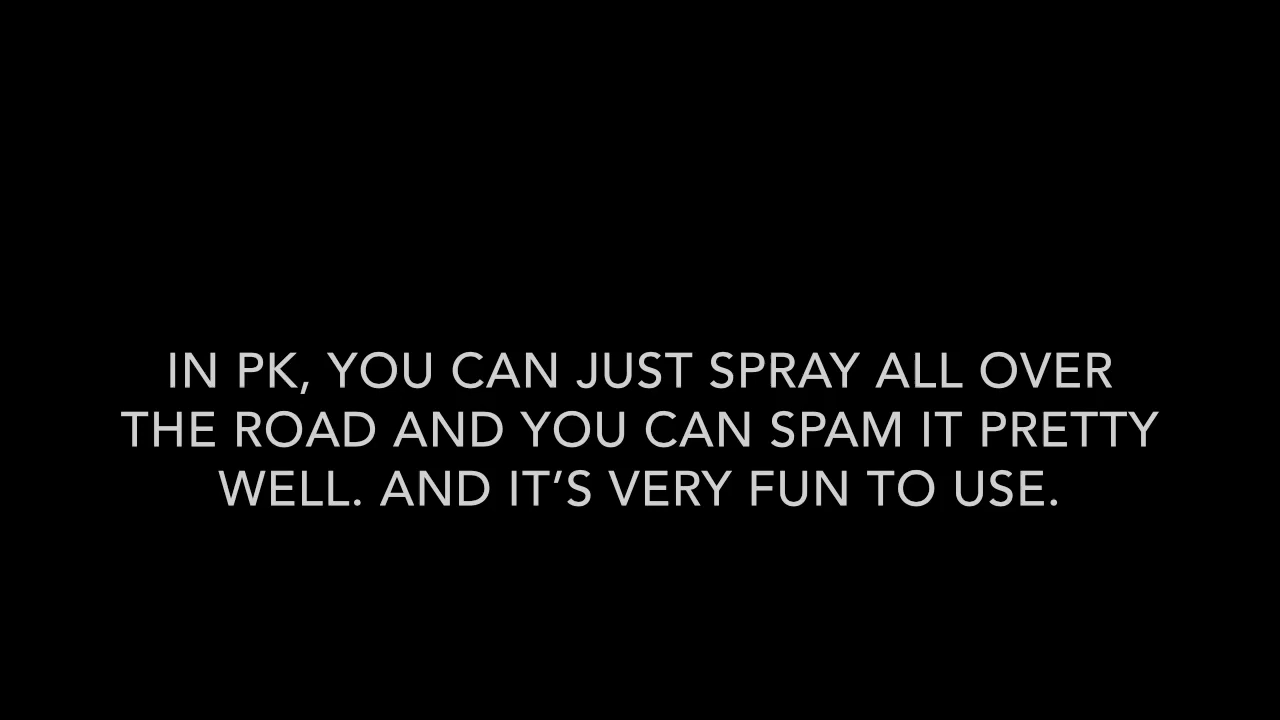 IN PK, YOU CAN JUST SPRAY ALL OVER
THE ROAD AND YOU CAN SPAM IT PRETTY
WELL. AND IT’S VERY FUN TO USE.